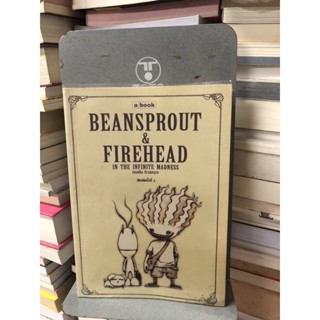 a book
BEANSPROUT
&
FIREHEAD
IN THE INFINITE MADNESS